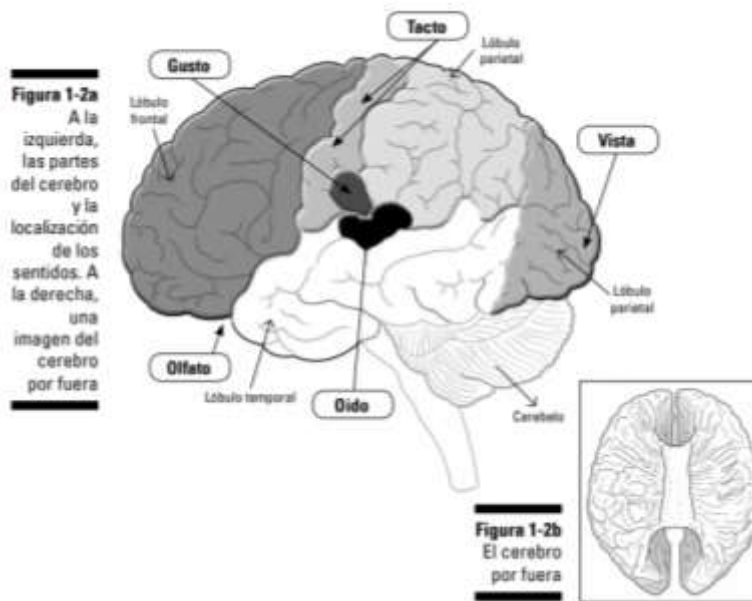 Figura 1-2a
A la
izquierda,
las partes
del cerebro
y la
localización
de los
sentidos. A
la derecha,
una
imagen del
cerebro
por fuera
Tacto
Gusto
Lóbulo
parietal
Lóbulo
frontal
Vista
Lóbulo
parietal
Olfato
Lóbulo temporal
Oído
Cerebelo
Figura 1-2b
El cerebro
por fuera